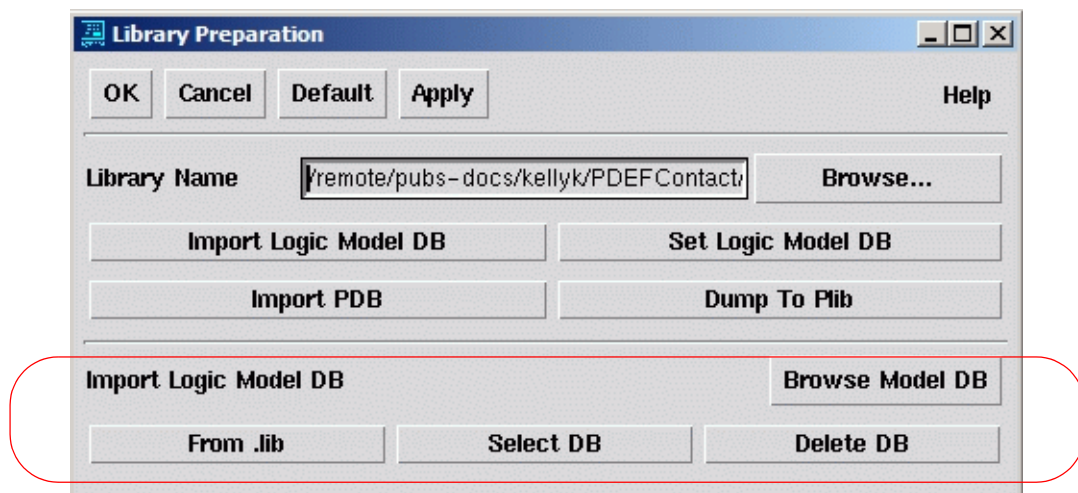 Library Preparation
OK Cancel Default Apply Help
Library Name /remote/pubs-docs/kellyk/PDEFContact/ Browse...
Import Logic Model DB Set Logic Model DB
Import PDB Dump To Plib
Import Logic Model DB Browse Model DB
From .lib Select DB Delete DB